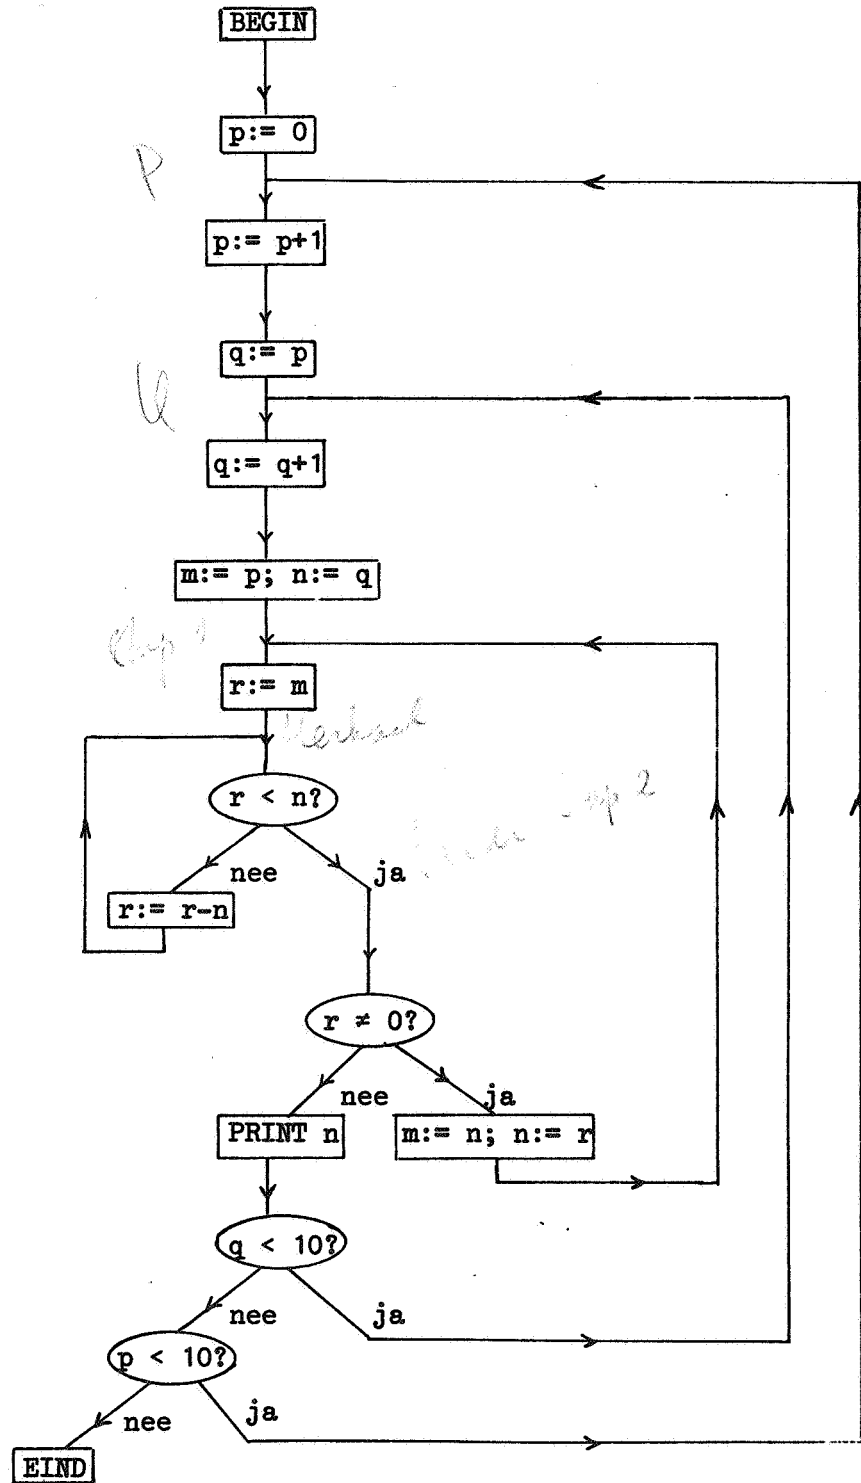 BEGIN
p:= 0
P
p:= p+1
q:= p
q:= q+1
m:= p; n:= q
r:= m
r < n?
nee
ja
r:= r-n
r ≠ 0?
nee
ja
PRINT n
m:= n; n:= r
q < 10?
nee
ja
p < 10?
nee
ja
EIND